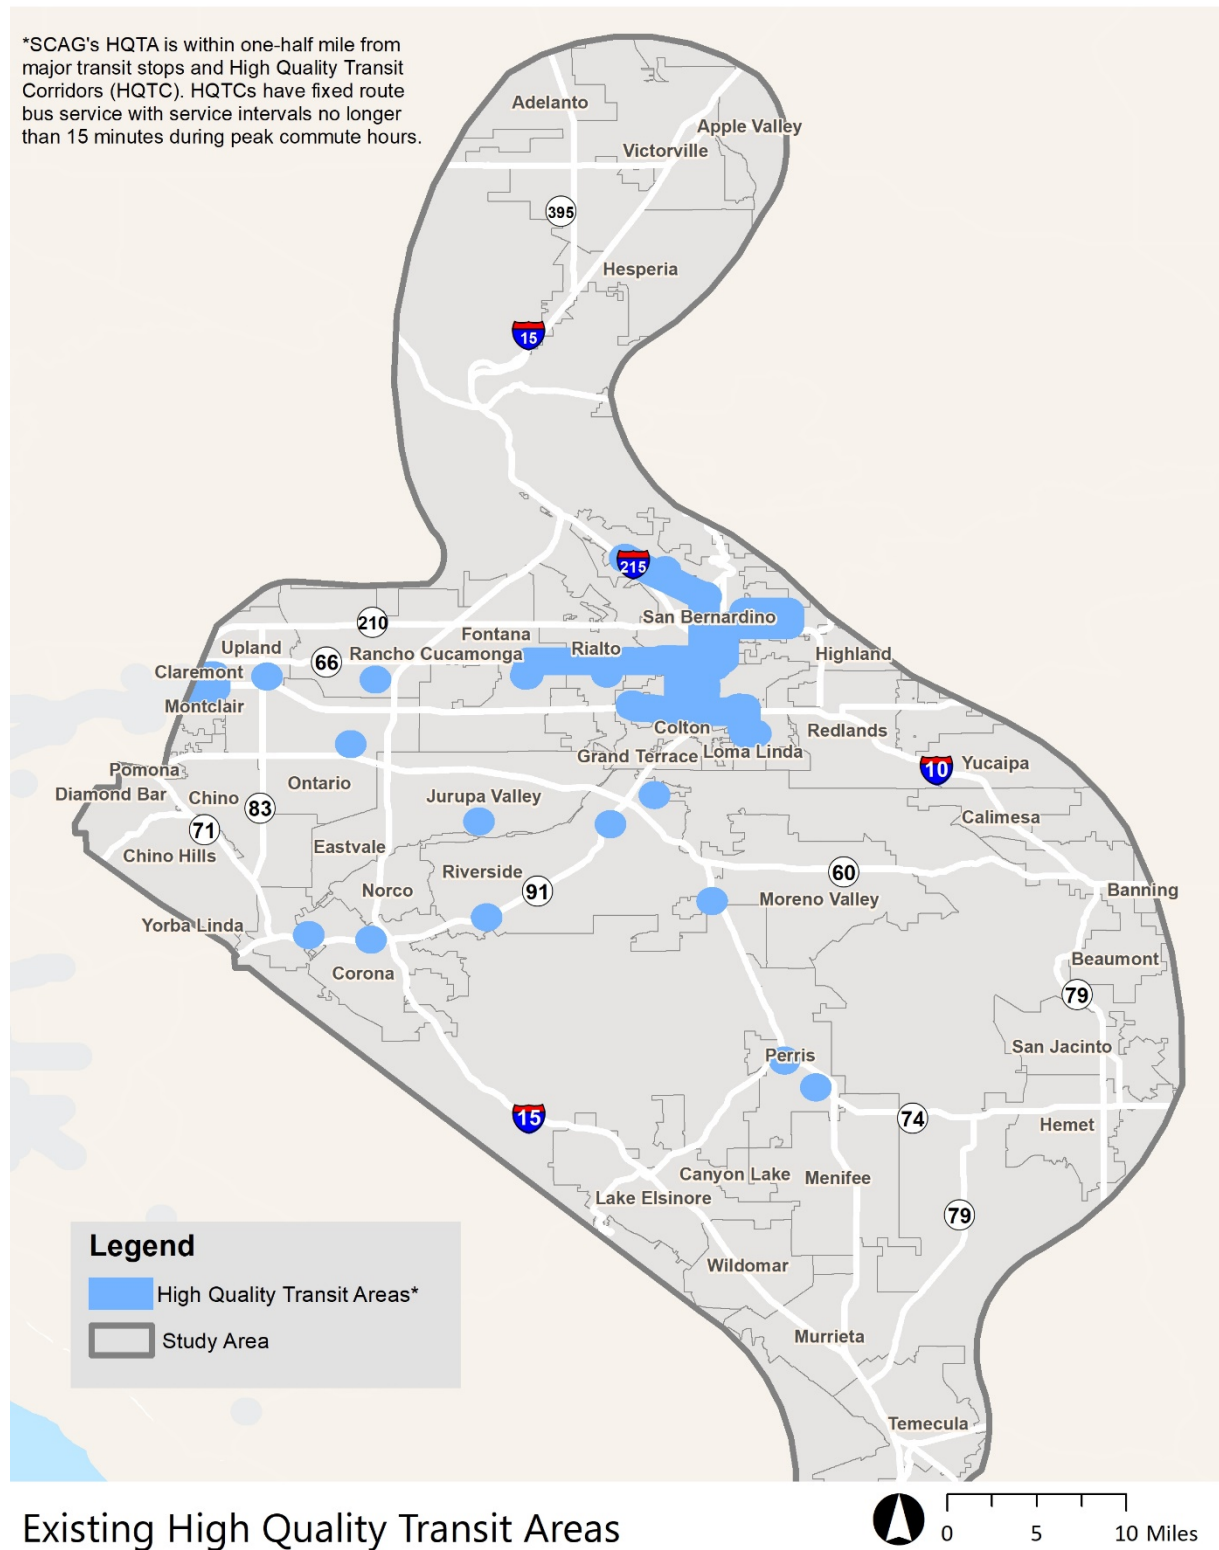 *SCAG's HQTA is within one-half mile from
major transit stops and High Quality Transit
Corridors (HQTC). HQTCs have fixed route
bus service with service intervals no longer
than 15 minutes during peak commute hours.
Adelanto
Apple Valley
Victorville
395
Hesperia
15
215
San Bernardino
210
Fontana
Upland
66
Rancho Cucamonga
Rialto
Highland
Claremont
Montclair
Colton
Redlands
Grand Terrace
Loma Linda
Pomona
10
Yucaipa
Ontario
Diamond Bar
Chino
83
Jurupa Valley
71
Calimesa
Chino Hills
Eastvale
Riverside
60
Norco
91
Moreno Valley
Banning
Yorba Linda
Corona
Beaumont
79
San Jacinto
Perris
15
74
Hemet
Canyon Lake
Menifee
Lake Elsinore
79
Legend
High Quality Transit Areas*
Study Area
Wildomar
Murrieta
Temecula
Existing High Quality Transit Areas
0 5 10 Miles